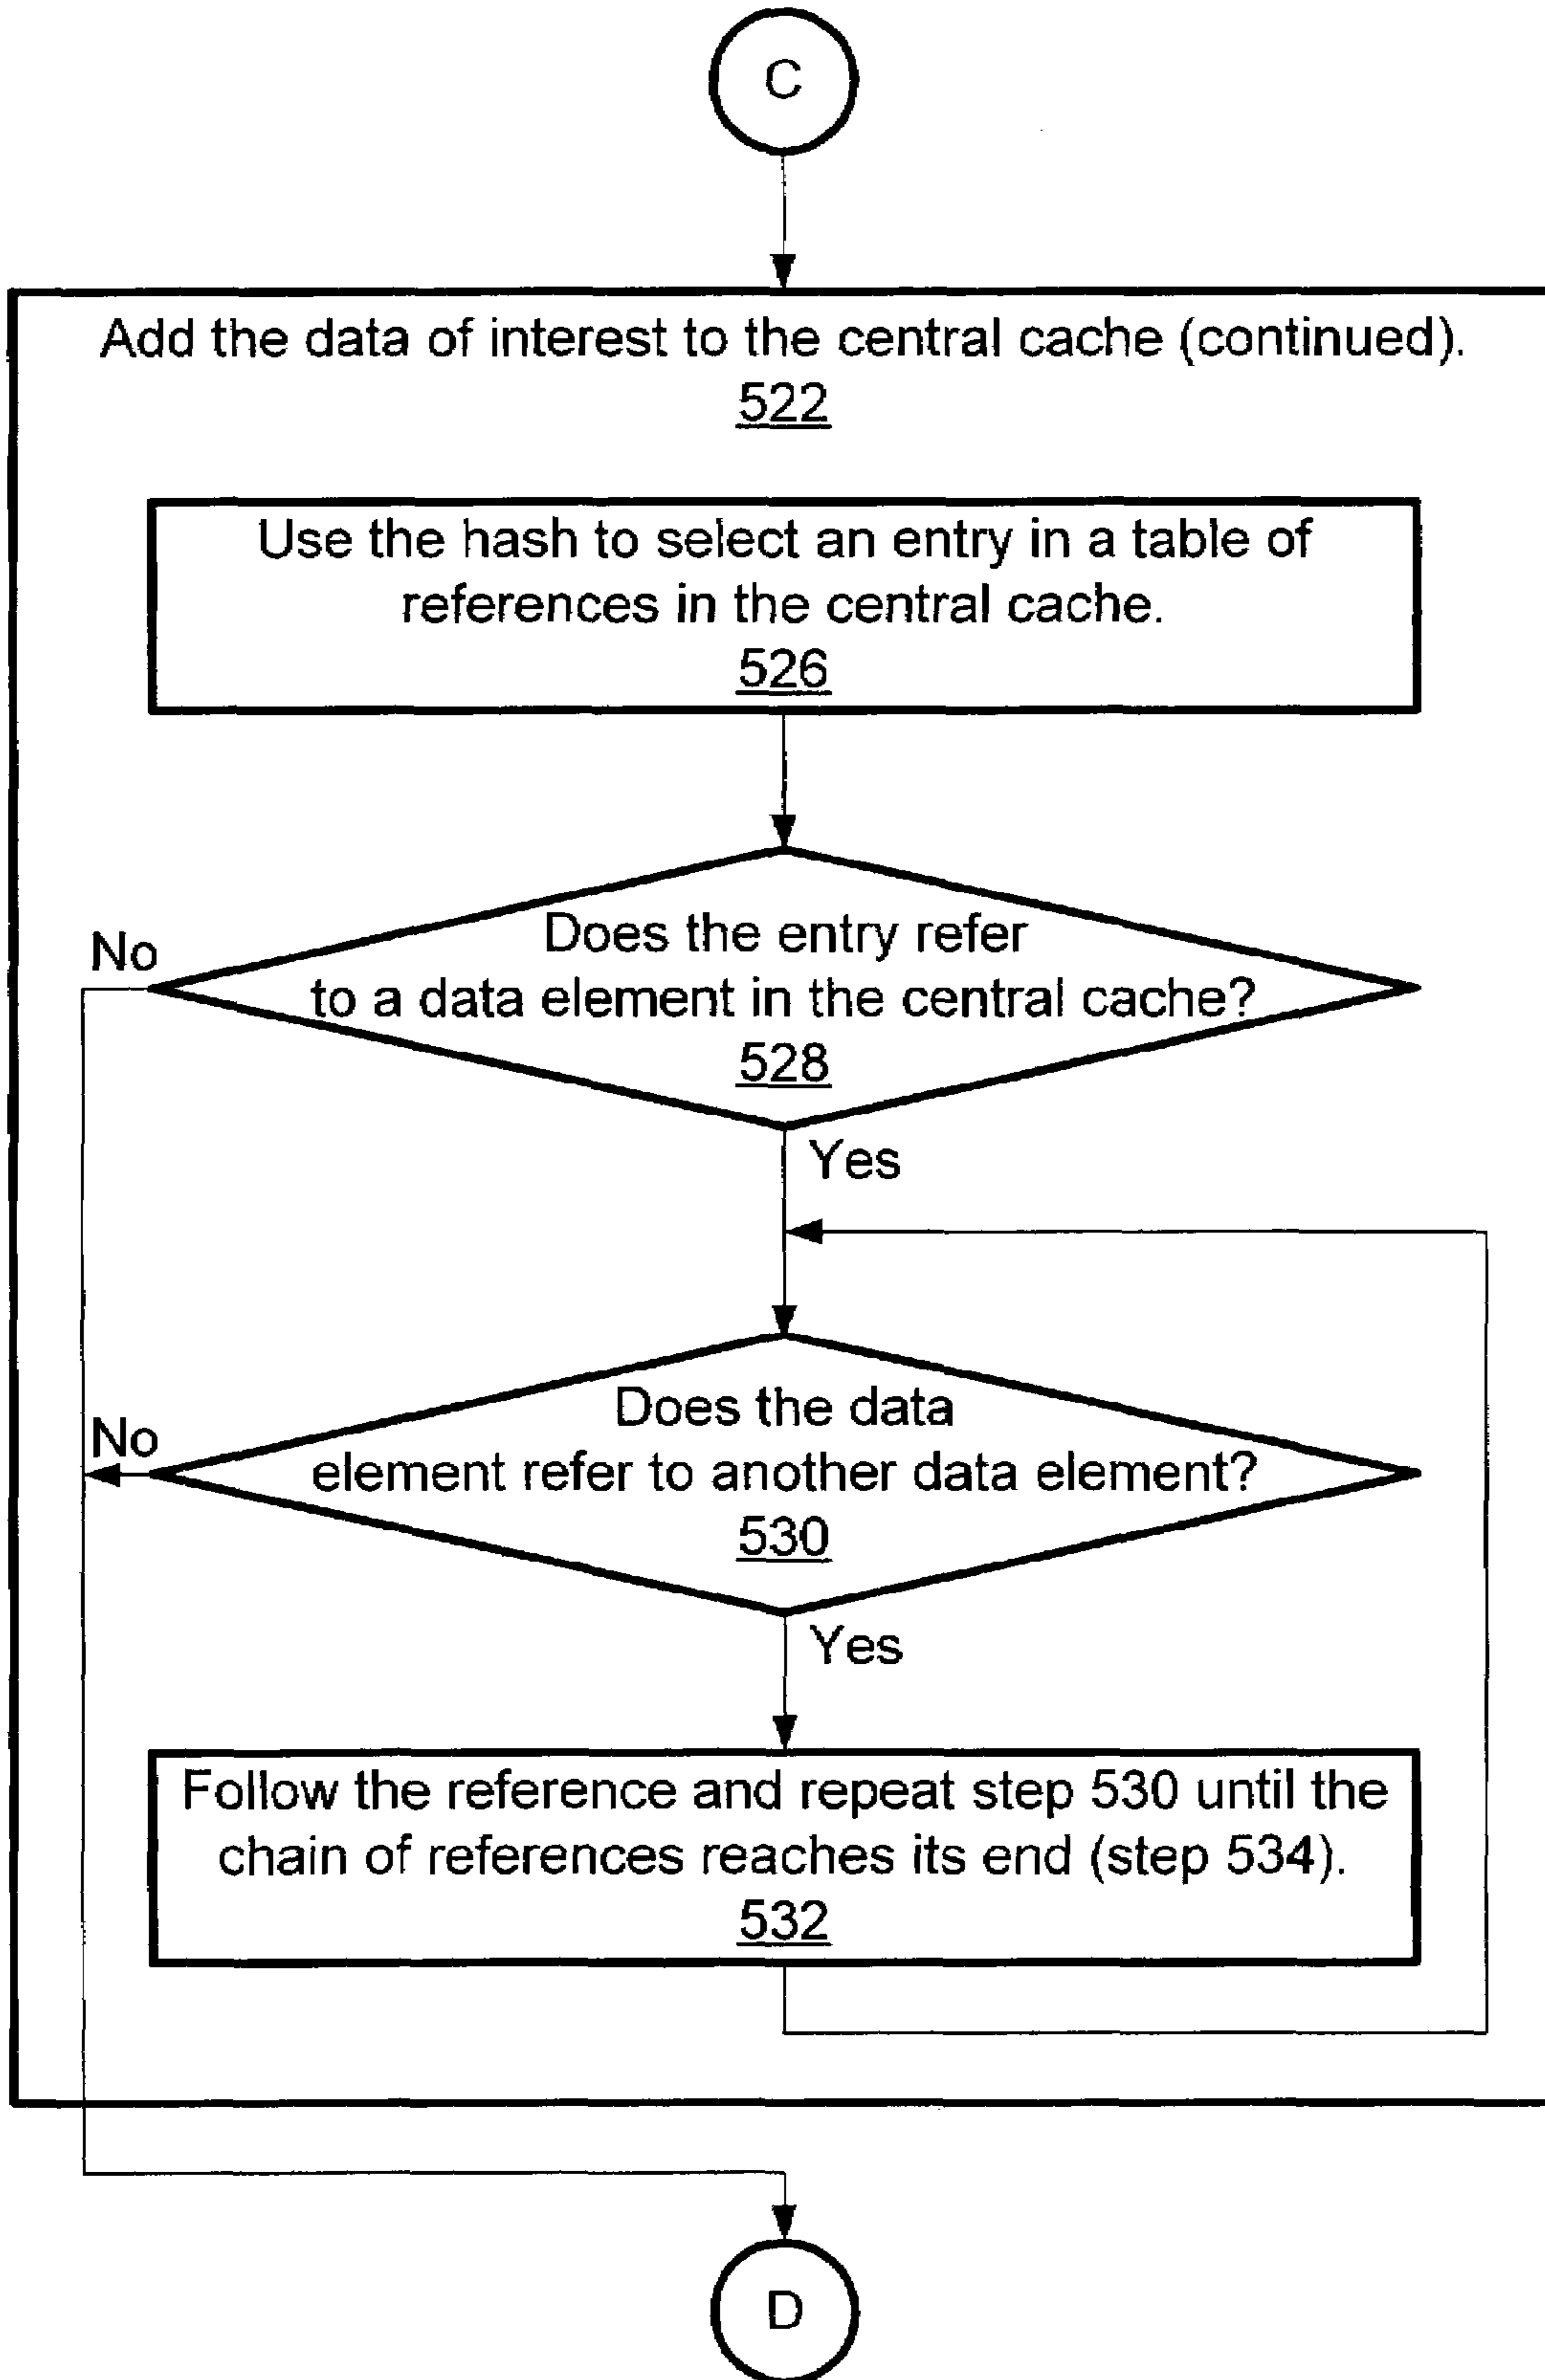 C
Add the data of interest to the central cache (continued).
522
Use the hash to select an entry in a table of
references in the central cache.
526
Does the entry refer
to a data element in the central cache?
528
No
Yes
Does the data
element refer to another data element?
530
No
Yes
Follow the reference and repeat step 530 until the
chain of references reaches its end (step 534).
532
D